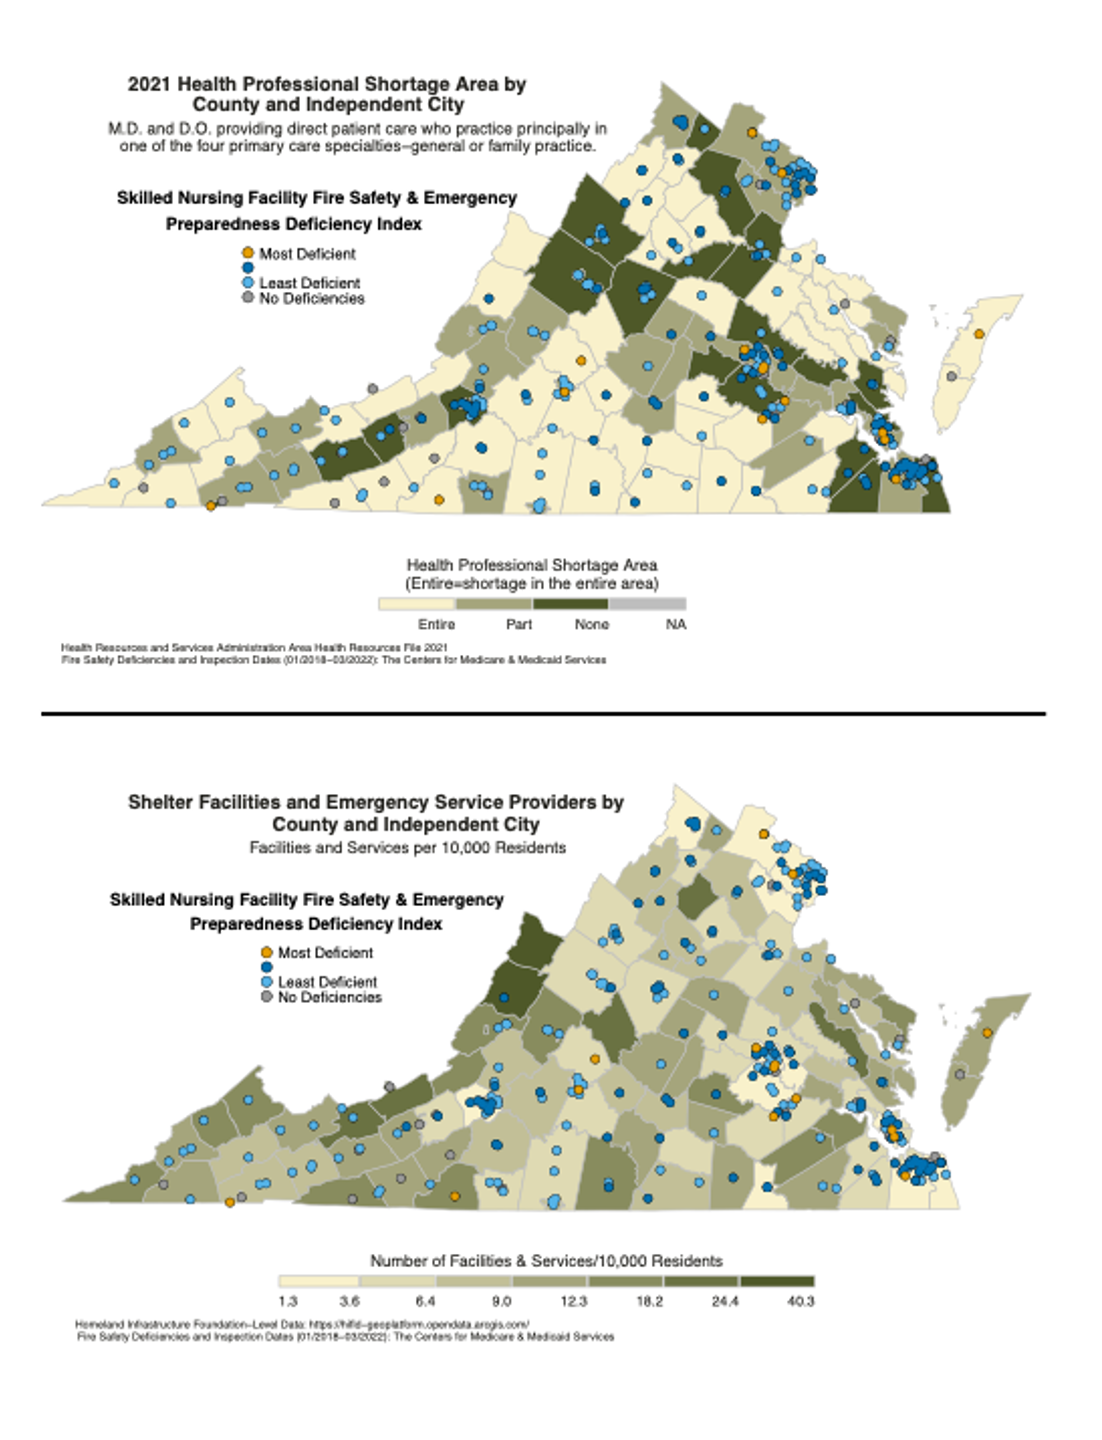 2021 Health Professional Shortage Area by
County and Independent City
M.D. and D.O. providing direct patient care who practice principally in
one of the four primary care specialties–general or family practice.
Skilled Nursing Facility Fire Safety & Emergency
Preparedness Deficiency Index
Most Deficient
Least Deficient
No Deficiencies
Health Professional Shortage Area
(Entire=shortage in the entire area)
Entire Part None NA
Health Resources and Services Administration Area Health Resources File 2021
Fire Safety Deficiencies and Inspection Dates (01/2018–03/2022): The Centers for Medicare & Medicaid Services
Shelter Facilities and Emergency Service Providers by
County and Independent City
Facilities and Services per 10,000 Residents
Skilled Nursing Facility Fire Safety & Emergency
Preparedness Deficiency Index
Most Deficient
Least Deficient
No Deficiencies
Number of Facilities & Services/10,000 Residents
1.3 3.6 6.4 9.0 12.3 18.2 24.4 40.3
Homeland Infrastructure Foundation–Level Data: https://hifld–geoplatform.opendata.arcgis.com/
Fire Safety Deficiencies and Inspection Dates (01/2018–03/2022): The Centers for Medicare & Medicaid Services